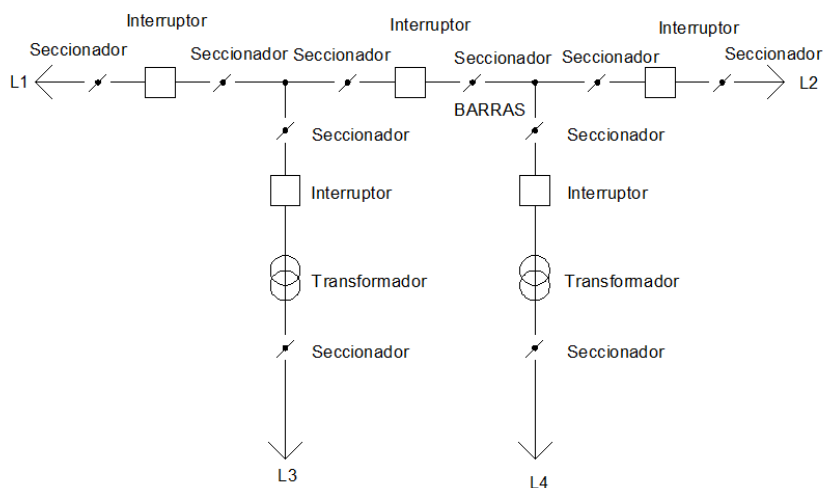 Interruptor
Interruptor
Interruptor
Seccionador
Seccionador
Seccionador
Seccionador
Seccionador
Seccionador
L1
L2
BARRAS
Seccionador
Seccionador
Interruptor
Interruptor
Transformador
Transformador
Seccionador
Seccionador
L3
L4